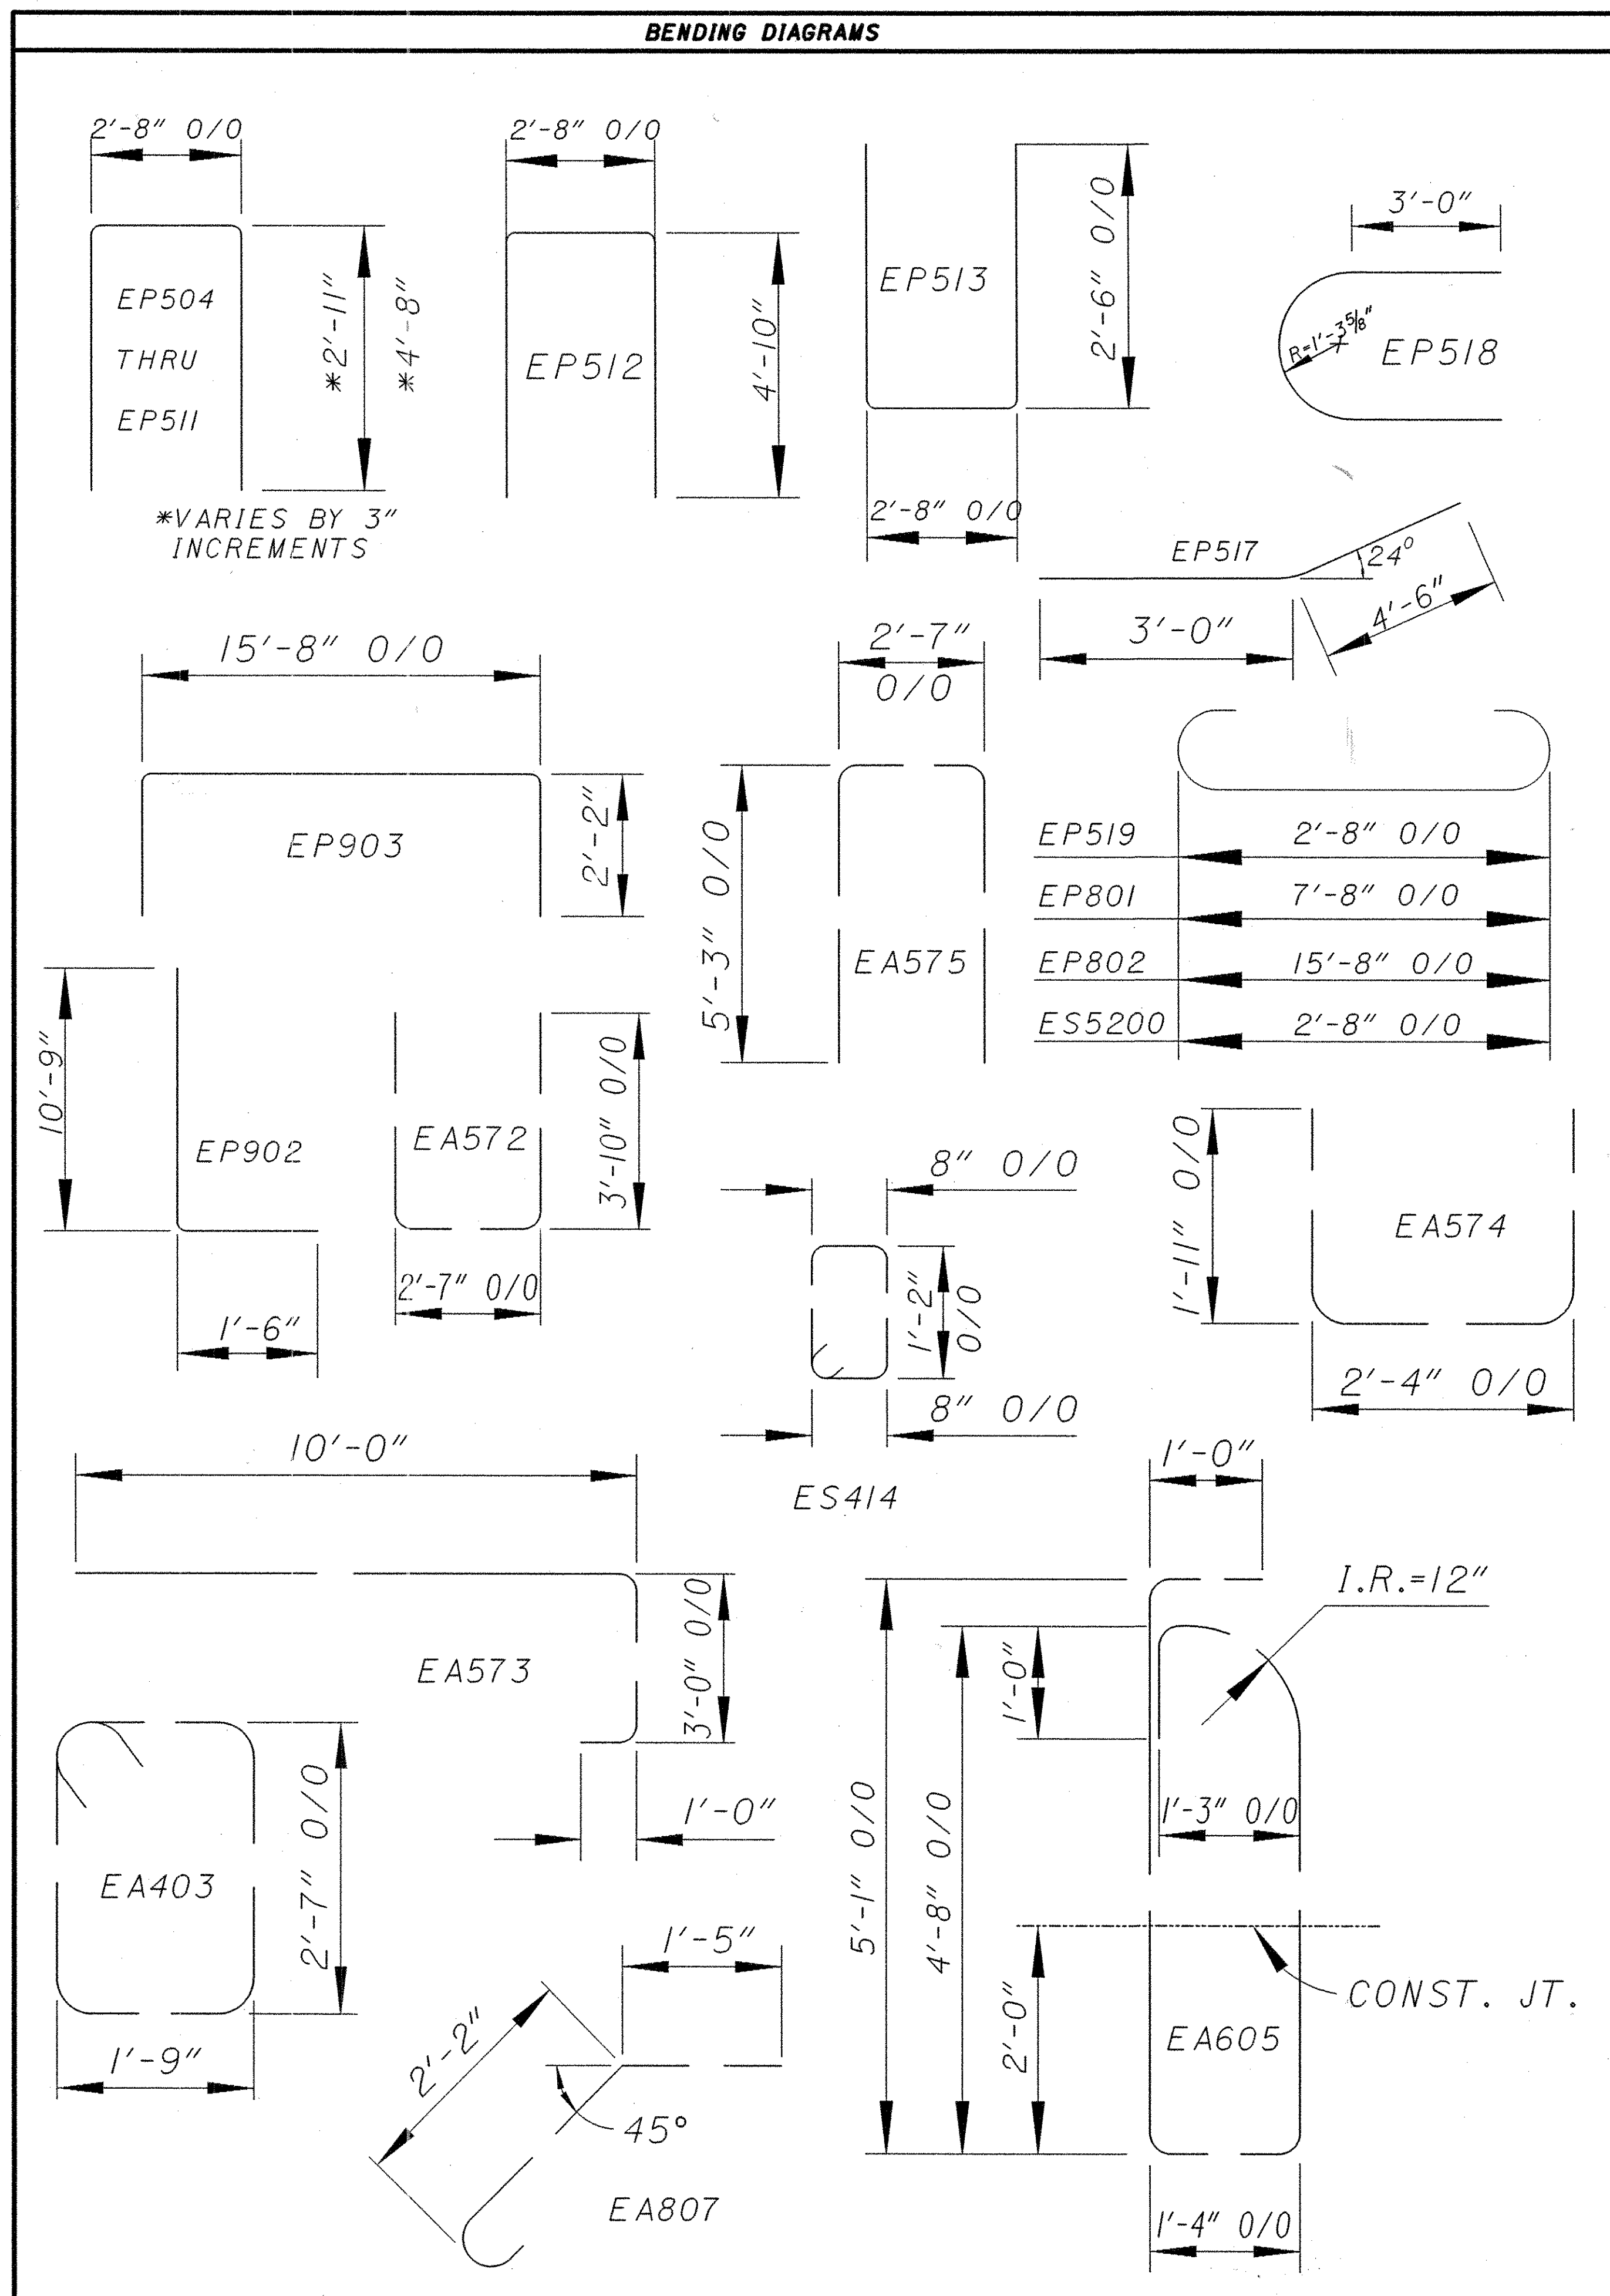 BENDING DIAGRAMS
2'-8" O/O
EP504
THRU
EP511
*2'-11"
*4'-8"
*VARIES BY 3"
INCREMENTS
2'-8" O/O
EP512
4'-10"
EP513
2'-6" O/O
2'-8" O/O
3'-0"
R=1'-3 5/8"
EP518
EP517
24°
3'-0"
4'-6"
15'-8" O/O
EP903
2'-2"
2'-7"
O/O
5'-3" O/O
EA575
EP519 2'-8" O/O
EP801 7'-8" O/O
EP802 15'-8" O/O
ES5200 2'-8" O/O
10'-9"
EP902
1'-6"
EA572
3'-10" O/O
2'-7" O/O
8" O/O
1'-2"
O/O
8" O/O
ES414
1'-11" O/O
EA574
2'-4" O/O
10'-0"
EA573
3'-0" O/O
1'-0"
EA403
2'-7" O/O
1'-9"
1'-5"
2'-2"
45°
EA807
1'-0"
I.R.=12"
1'-0"
1'-3" O/O
5'-1" O/O
4'-8" O/O
2'-0"
CONST. JT.
EA605
1'-4" O/O